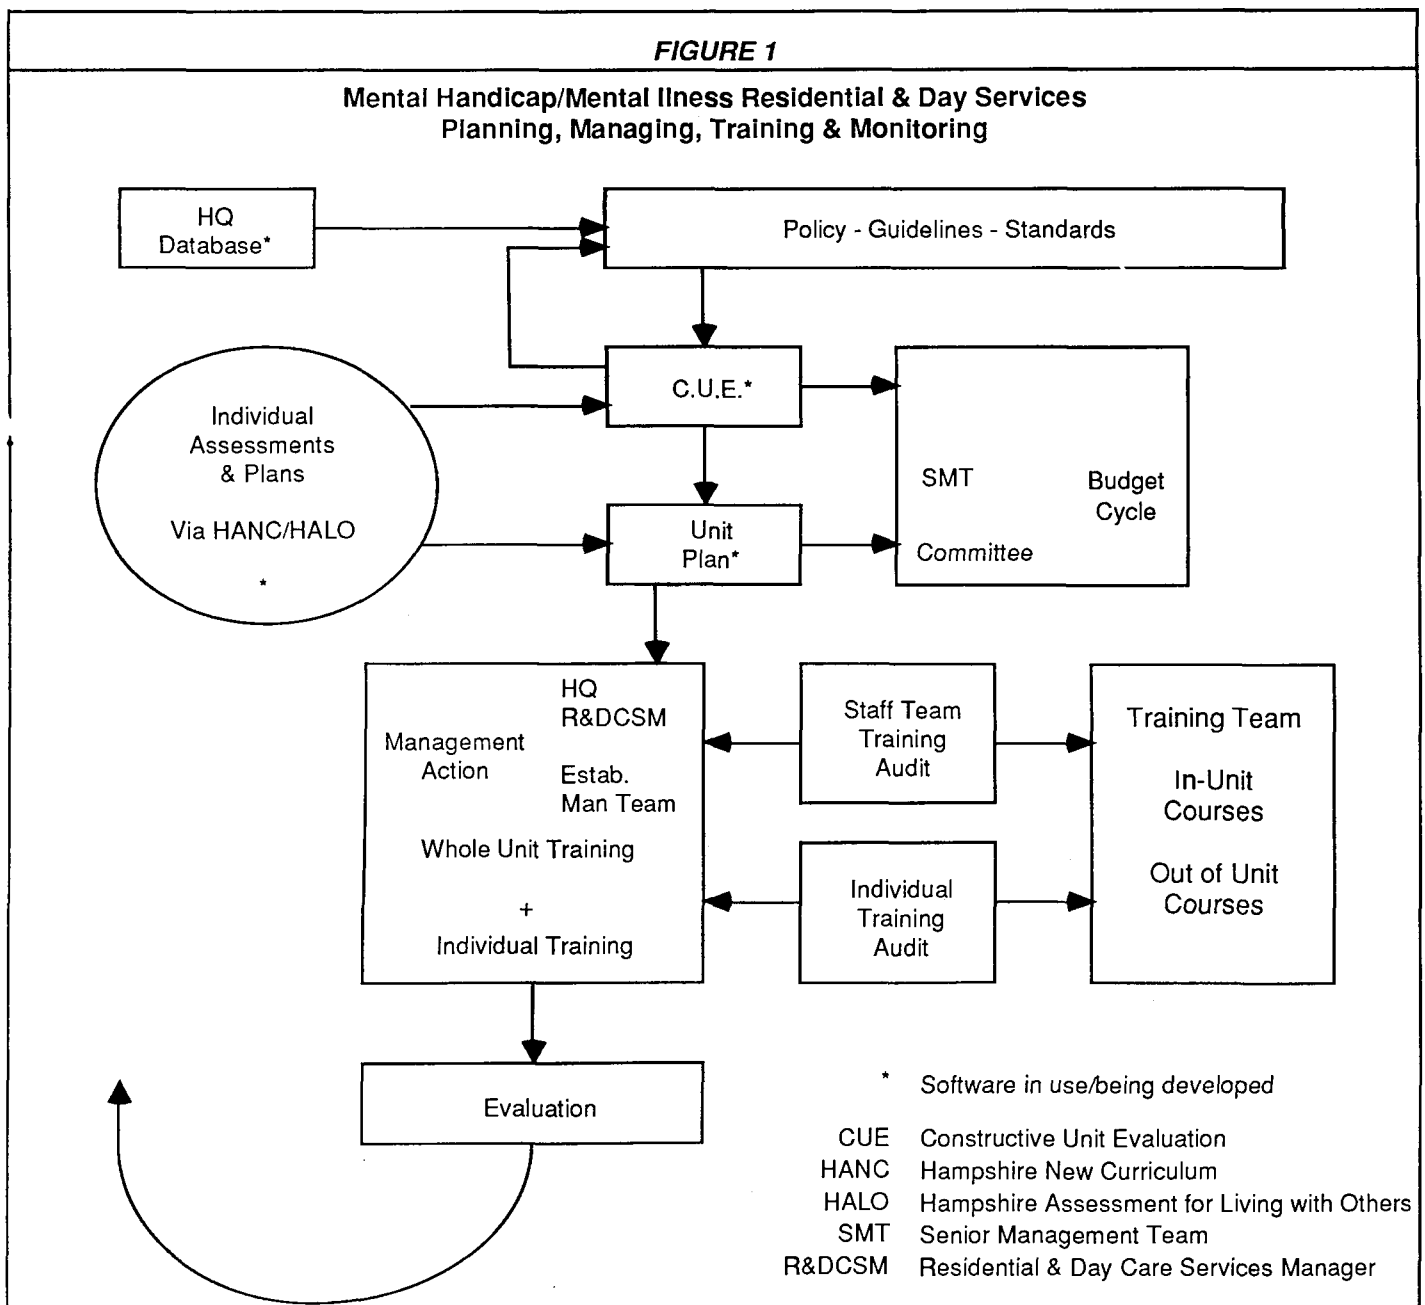 FIGURE 1
Mental Handicap/Mental Ilness Residential & Day Services
Planning, Managing, Training & Monitoring
HQ
Database*
Policy - Guidelines - Standards
C.U.E.*
Individual
Assessments
& Plans
Via HANC/HALO
*
SMT
Committee
Budget
Cycle
Unit
Plan*
HQ
R&DCSM
Management
Action
Estab.
Man Team
Whole Unit Training
+
Individual Training
Staff Team
Training
Audit
Individual
Training
Audit
Training Team
In-Unit
Courses
Out of Unit
Courses
Evaluation
* Software in use/being developed
CUE Constructive Unit Evaluation
HANC Hampshire New Curriculum
HALO Hampshire Assessment for Living with Others
SMT Senior Management Team
R&DCSM Residential & Day Care Services Manager